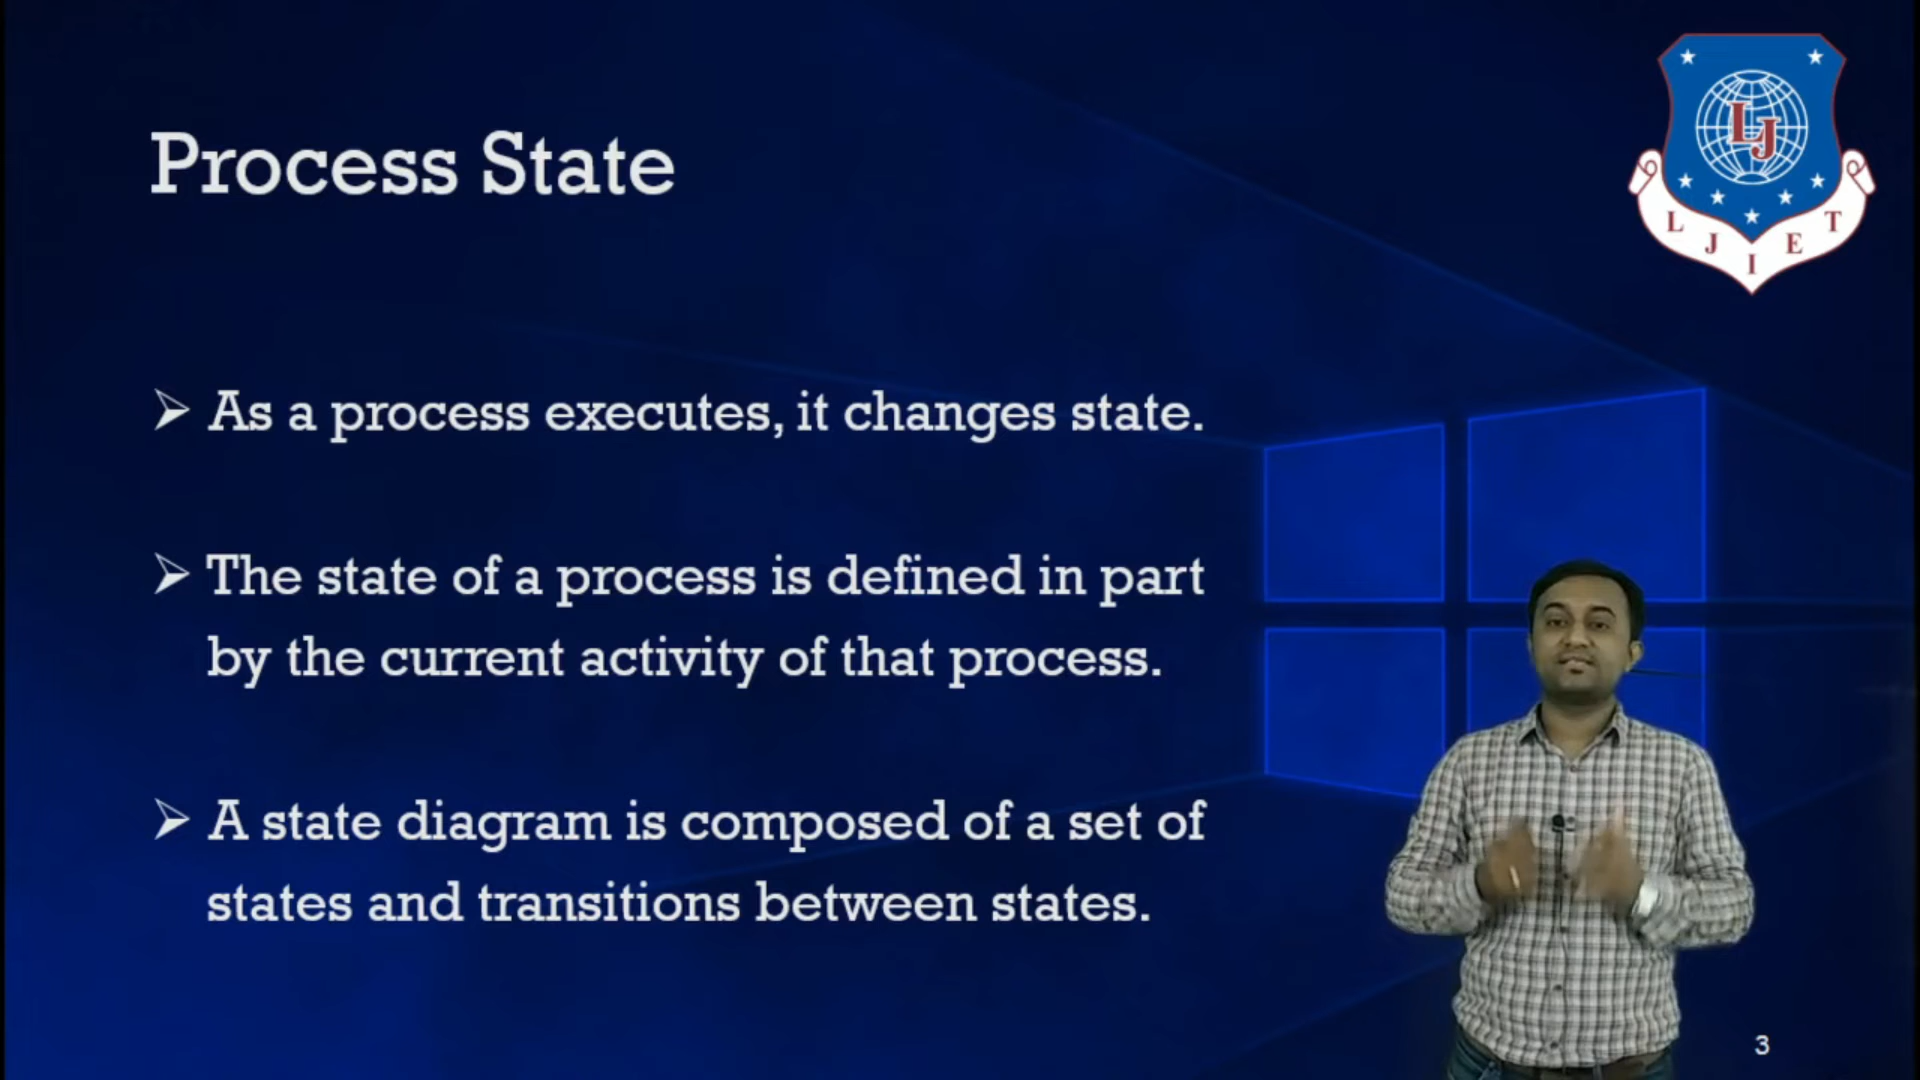 Process State
LJ
L J I E T
➢ As a process executes, it changes state.
➢ The state of a process is defined in part
by the current activity of that process.
➢ A state diagram is composed of a set of
states and transitions between states.
3